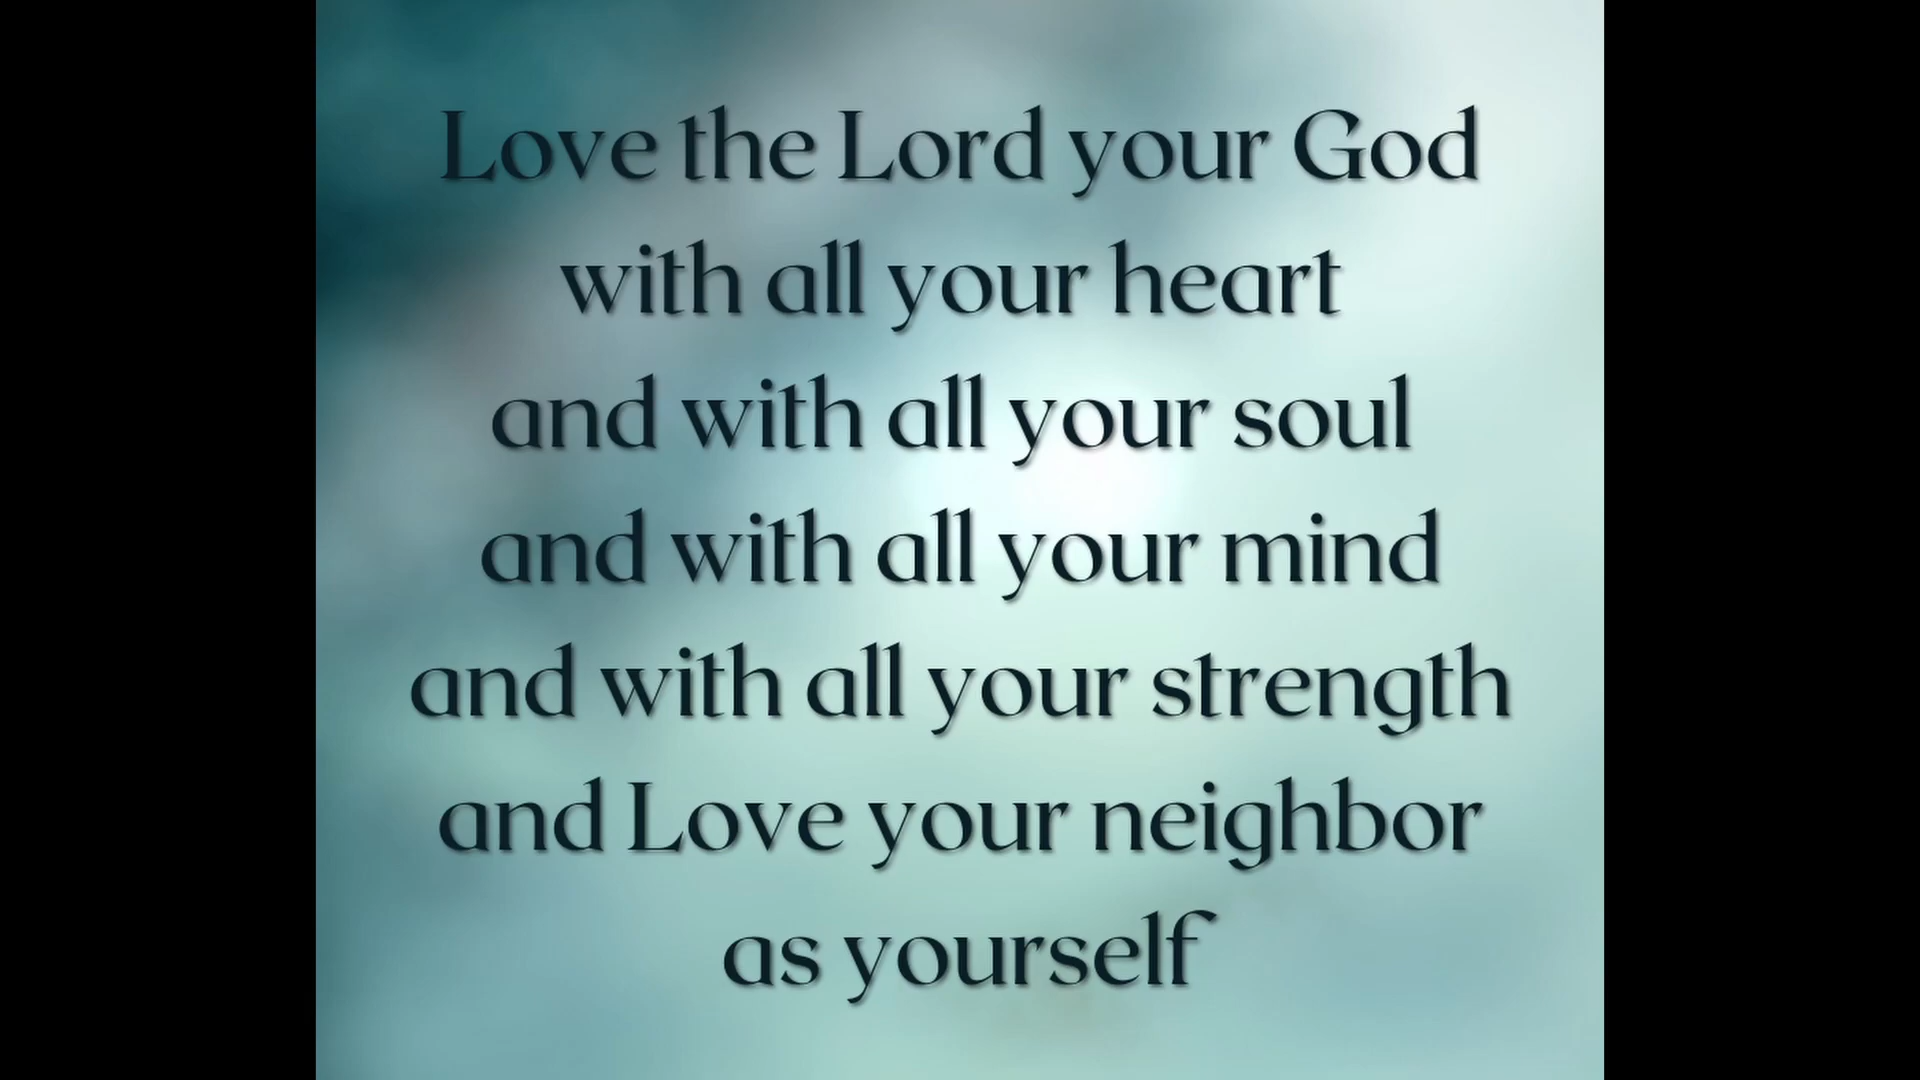 Love the Lord your God
with all your heart
and with all your soul
and with all your mind
and with all your strength
and Love your neighbor
as yourself